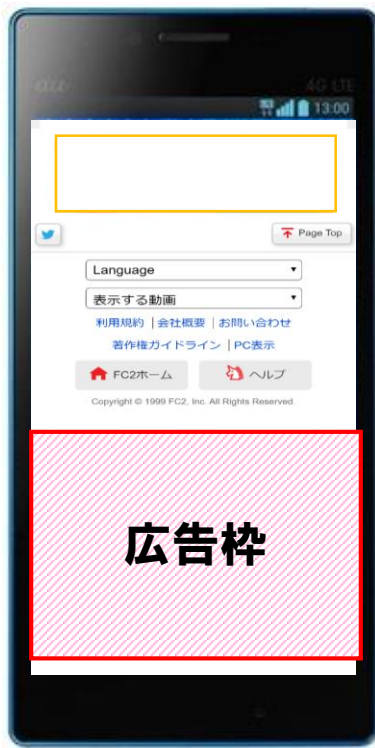 au
4G LTE
13:00
Page Top
Language
表示する動画
利用規約 | 会社概要 | お問い合わせ
著作権ガイドライン | PC表示
FC2ホーム
ヘルプ
Copyright © 1999 FC2, Inc. All Rights Reserved.
広告枠